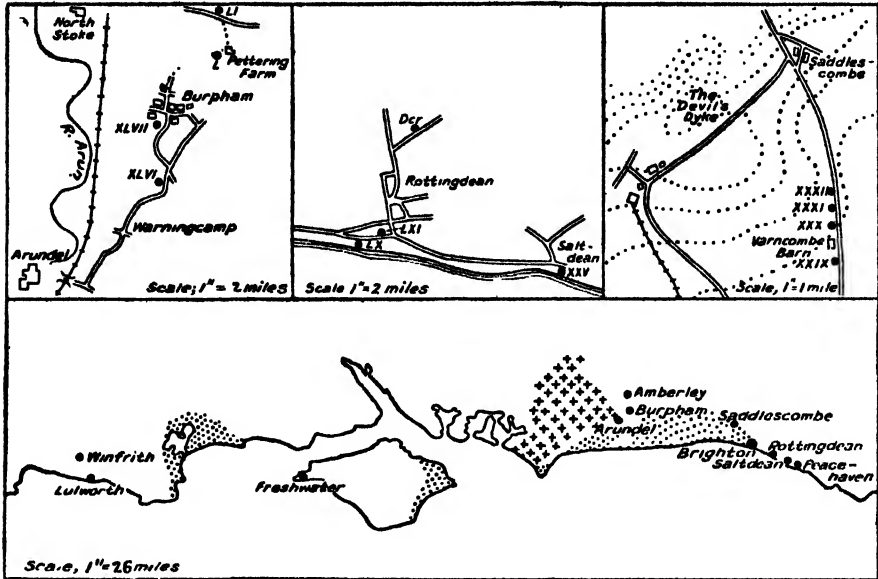 North
Stoke
LI
Pettering
Farm
Burpham
XLVII
XLVI
R. Arun.
Warningcamp
Arundel
Scale; 1" = 2 miles
Dcr
Rottingdean
LXI
LX
Salt-
dean
XXV
Scale 1"=2 miles
Saddles-
combe
The
Devil's
Dyke
XXXII
XXXI
XXX
Varncombe
Barn
XXIX
Scale, 1"=1 mile
Amberley
Burpham
Arundel
Saddlescombe
Brighton
Rottingdean
Saltdean
Peace-
haven
Winfrith
Lulworth
Freshwater
Scale, 1"=26 miles